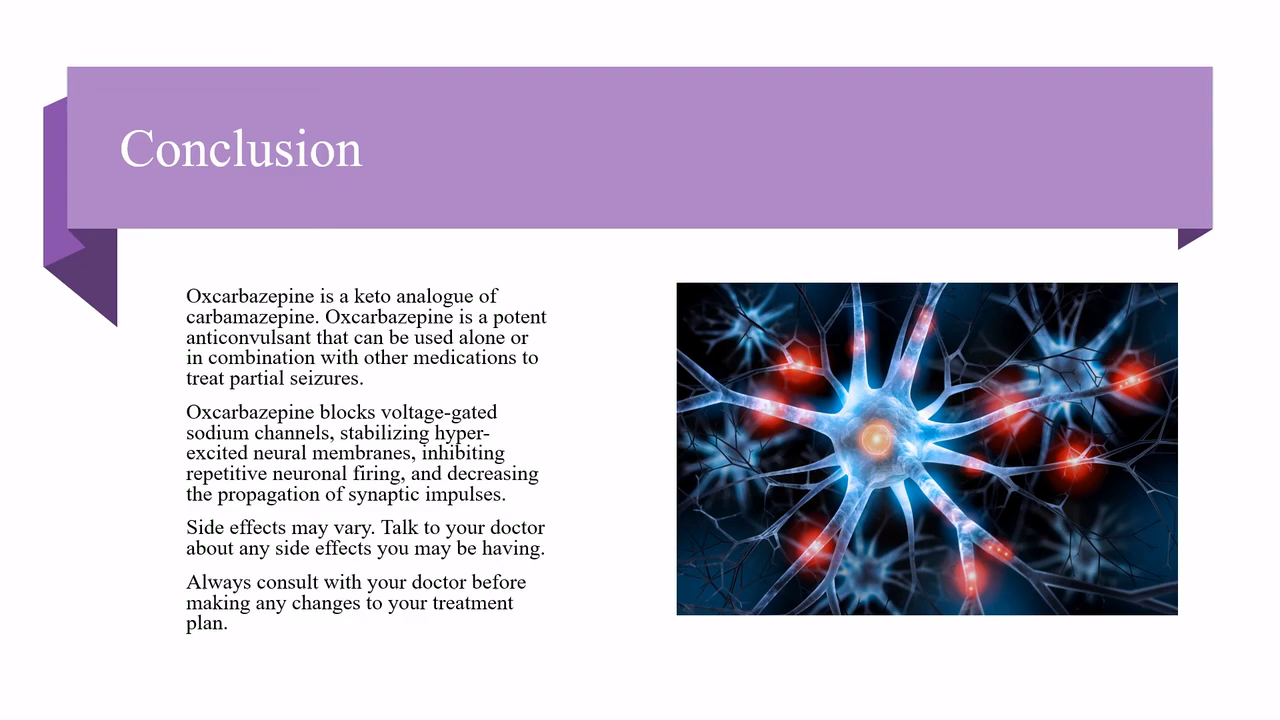 Conclusion
Oxcarbazepine is a keto analogue of
carbamazepine. Oxcarbazepine is a potent
anticonvulsant that can be used alone or
in combination with other medications to
treat partial seizures.
Oxcarbazepine blocks voltage-gated
sodium channels, stabilizing hyper-
excited neural membranes, inhibiting
repetitive neuronal firing, and decreasing
the propagation of synaptic impulses.
Side effects may vary. Talk to your doctor
about any side effects you may be having.
Always consult with your doctor before
making any changes to your treatment
plan.